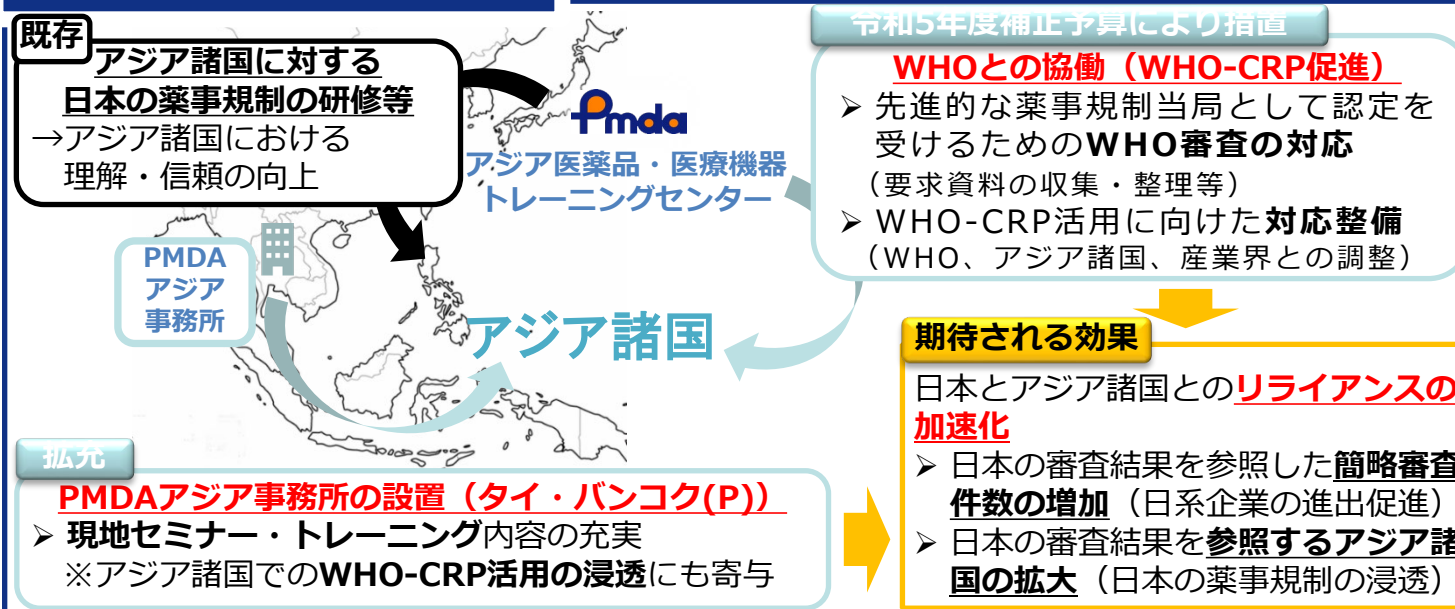 既存
アジア諸国に対する
日本の薬事規制の研修等
→アジア諸国における
理解・信頼の向上
Pmda
アジア医薬品・医療機器
トレーニングセンター
PMDA
アジア
事務所
アジア諸国
令和5年度補正予算により措置
WHOとの協働（WHO-CRP促進）
➢ 先進的な薬事規制当局として認定を
受けるためのWHO審査の対応
（要求資料の収集・整理等）
➢ WHO-CRP活用に向けた対応整備
（WHO、アジア諸国、産業界との調整）
拡充
PMDAアジア事務所の設置（タイ・バンコク(P)）
➢ 現地セミナー・トレーニング内容の充実
※アジア諸国でのWHO-CRP活用の浸透にも寄与
期待される効果
日本とアジア諸国とのリライアンスの
加速化
➢ 日本の審査結果を参照した簡略審査
件数の増加（日系企業の進出促進）
➢ 日本の審査結果を参照するアジア諸
国の拡大（日本の薬事規制の浸透）